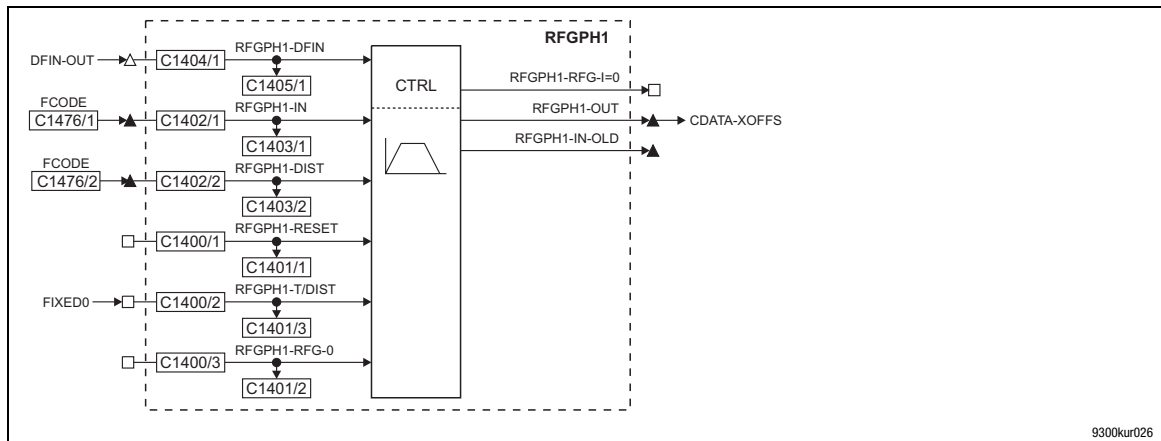 RFGPH1
DFIN-OUT
C1404/1
RFGPH1-DFIN
C1405/1
FCODE
C1476/1
C1402/1
RFGPH1-IN
C1403/1
FCODE
C1476/2
C1402/2
RFGPH1-DIST
C1403/2
C1400/1
RFGPH1-RESET
C1401/1
FIXED0
C1400/2
RFGPH1-T/DIST
C1401/3
C1400/3
RFGPH1-RFG-0
C1401/2
CTRL
RFGPH1-RFG-I=0
RFGPH1-OUT
CDATA-XOFFS
RFGPH1-IN-OLD
9300kur026